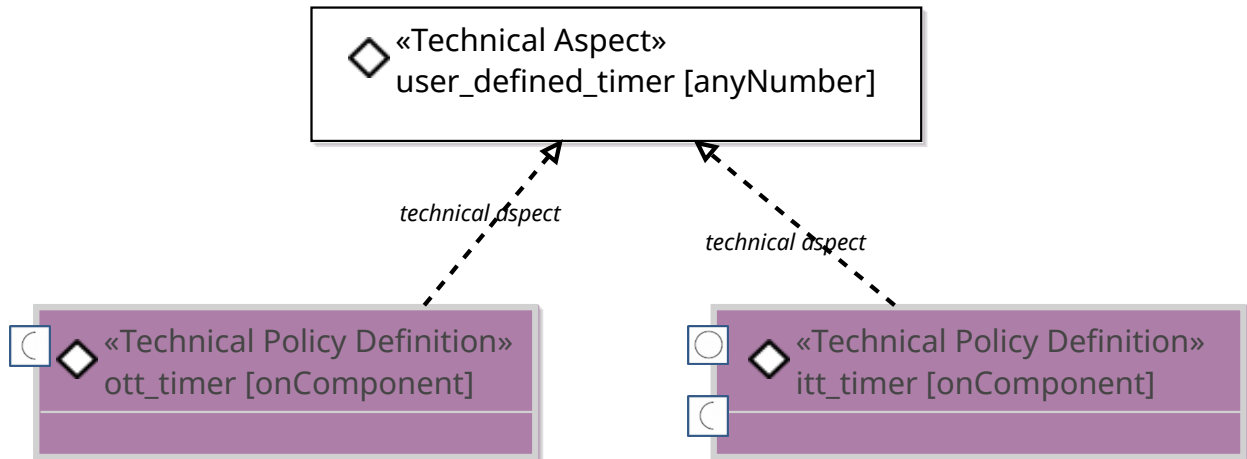 «Technical Aspect»
user_defined_timer [anyNumber]
technical aspect
technical aspect
«Technical Policy Definition»
ott_timer [onComponent]
«Technical Policy Definition»
itt_timer [onComponent]